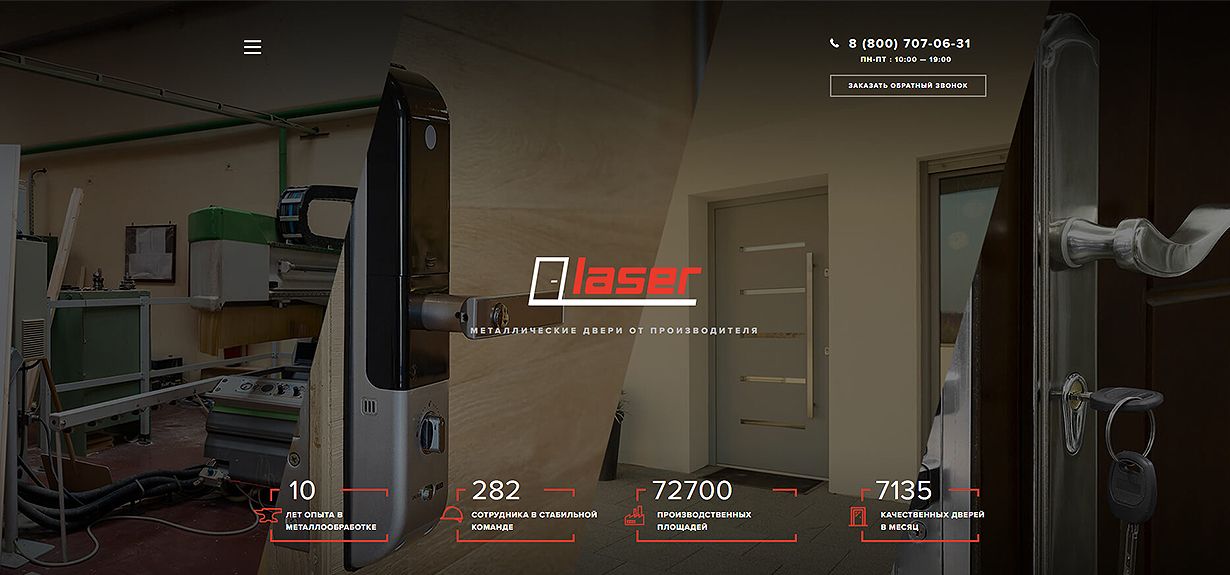 8 (800) 707-06-31
ПН-ПТ : 10:00 — 19:00
ЗАКАЗАТЬ ОБРАТНЫЙ ЗВОНОК
laser
МЕТАЛЛИЧЕСКИЕ ДВЕРИ ОТ ПРОИЗВОДИТЕЛЯ
10
ЛЕТ ОПЫТА В
МЕТАЛЛООБРАБОТКЕ
282
СОТРУДНИКА В СТАБИЛЬНОЙ
КОМАНДЕ
72700
ПРОИЗВОДСТВЕННЫХ
ПЛОЩАДЕЙ
7135
КАЧЕСТВЕННЫХ ДВЕРЕЙ
В МЕСЯЦ